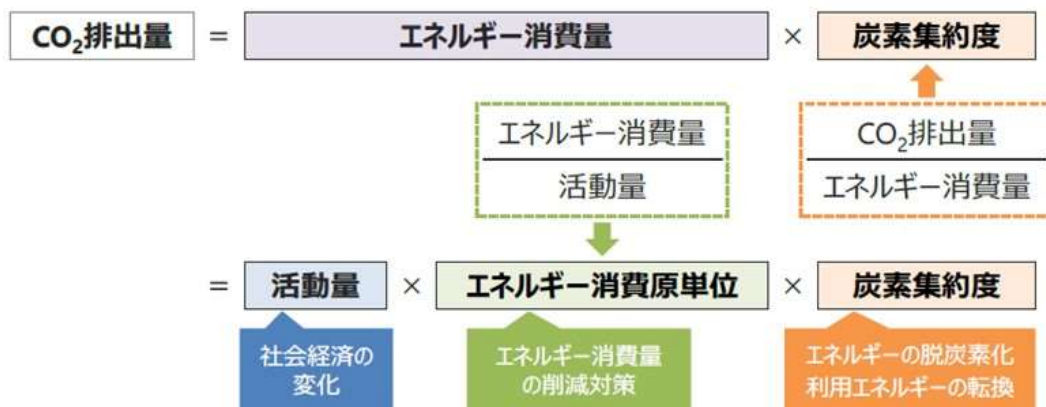 CO₂排出量 = エネルギー消費量 × 炭素集約度
エネルギー消費量
活動量
CO₂排出量
エネルギー消費量
= 活動量 × エネルギー消費原単位 × 炭素集約度
社会経済の
変化
エネルギー消費量
の削減対策
エネルギーの脱炭素化
利用エネルギーの転換